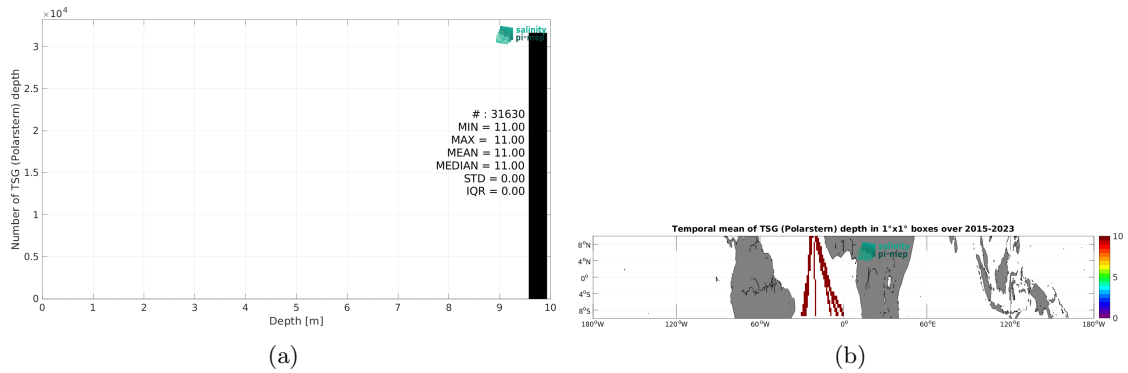 ×10⁴
3
2.5
2
1.5
1
0.5
0
Number of TSG (Polarstern) depth
salinity
pi-mep
# : 31630
MIN = 11.00
MAX = 11.00
MEAN = 11.00
MEDIAN = 11.00
STD = 0.00
IQR = 0.00
0 1 2 3 4 5 6 7 8 9 10
Depth [m]
(a)
Temporal mean of TSG (Polarstern) depth in 1°x1° boxes over 2015-2023
salinity
pi-mep
8°N
4°N
0°
4°S
8°S
180°W 120°W 60°W 0° 60°E 120°E 180°W
10
5
0
(b)